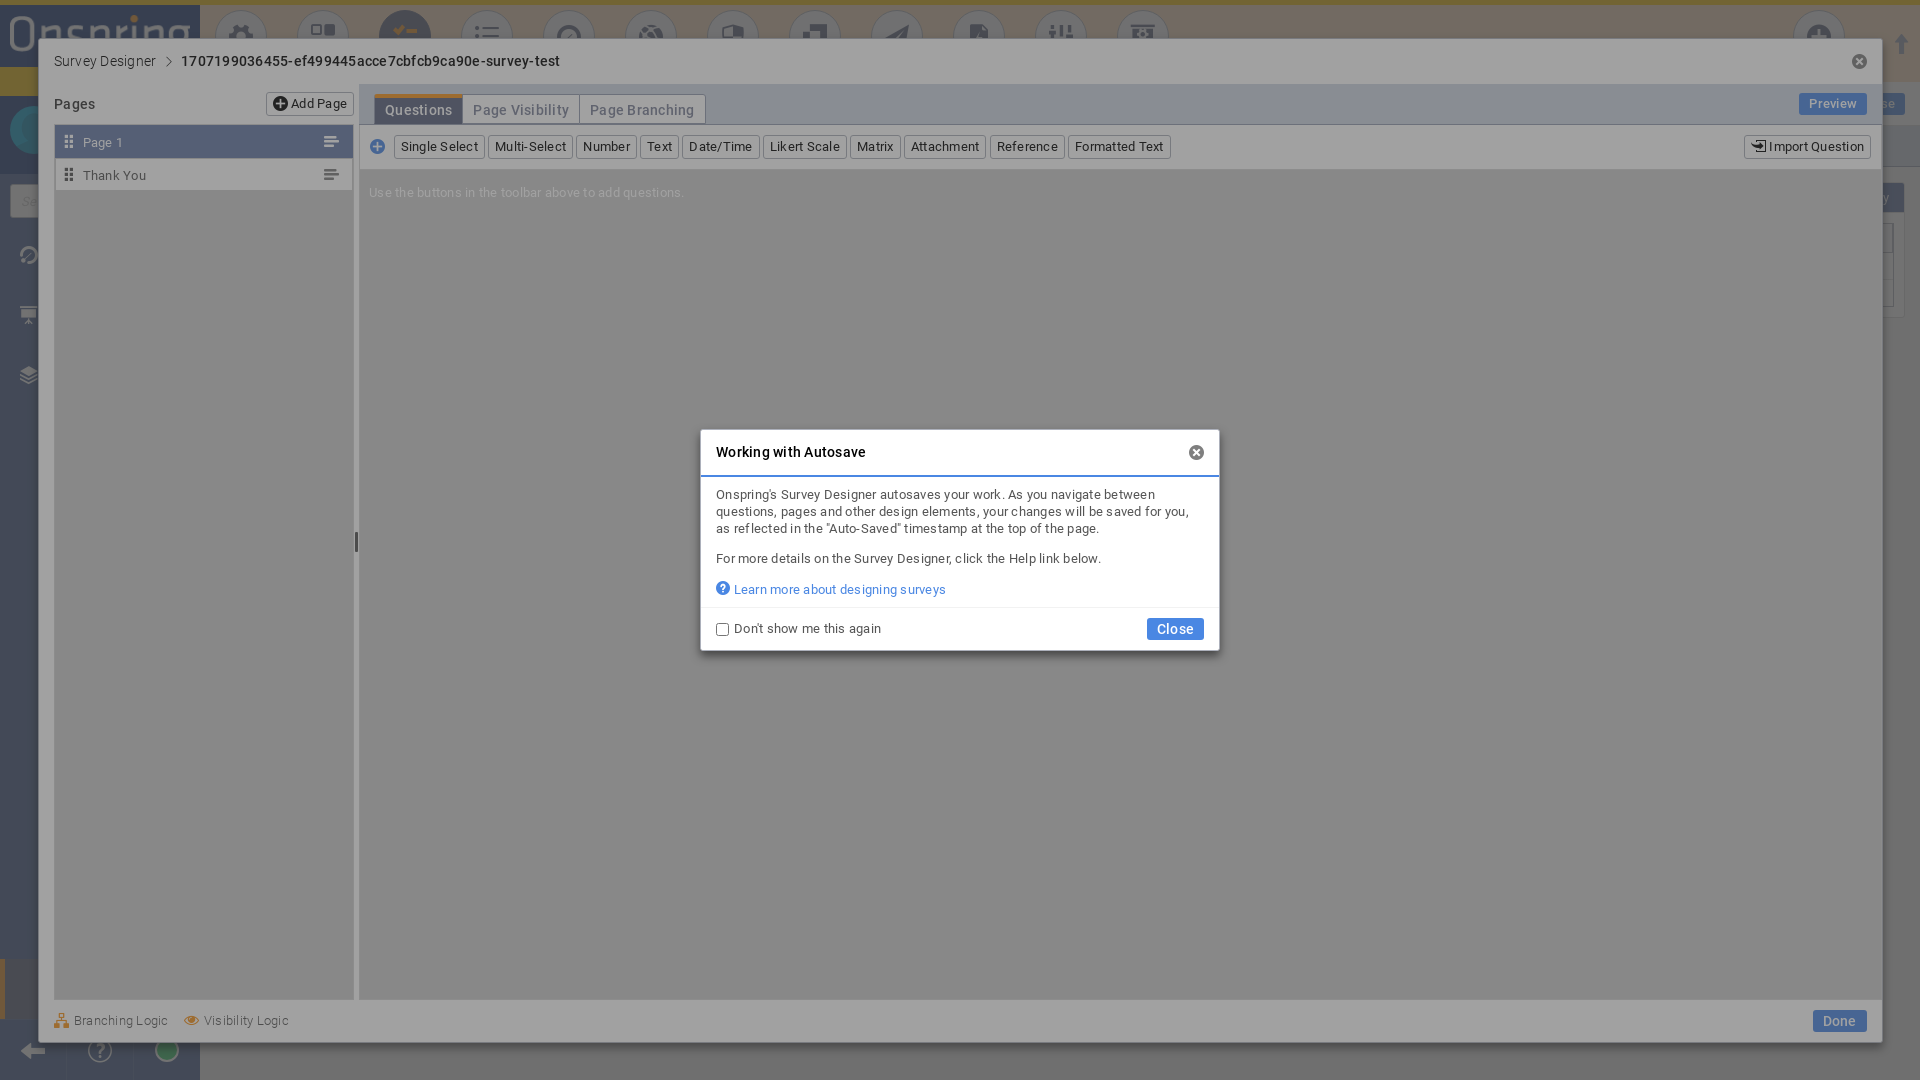 Onspring
Survey Designer
1707199036455-ef499445acce7cbfcb9ca90e-survey-test
Pages
Add Page
Questions
Page Visibility
Page Branching
Preview
Page 1
Thank You
Single Select
Multi-Select
Number
Text
Date/Time
Likert Scale
Matrix
Attachment
Reference
Formatted Text
Import Question
Use the buttons in the toolbar above to add questions.
Working with Autosave
Onspring's Survey Designer autosaves your work. As you navigate between
questions, pages and other design elements, your changes will be saved for you,
as reflected in the "Auto-Saved" timestamp at the top of the page.
For more details on the Survey Designer, click the Help link below.
Learn more about designing surveys
Don't show me this again
Close
Branching Logic
Visibility Logic
Done